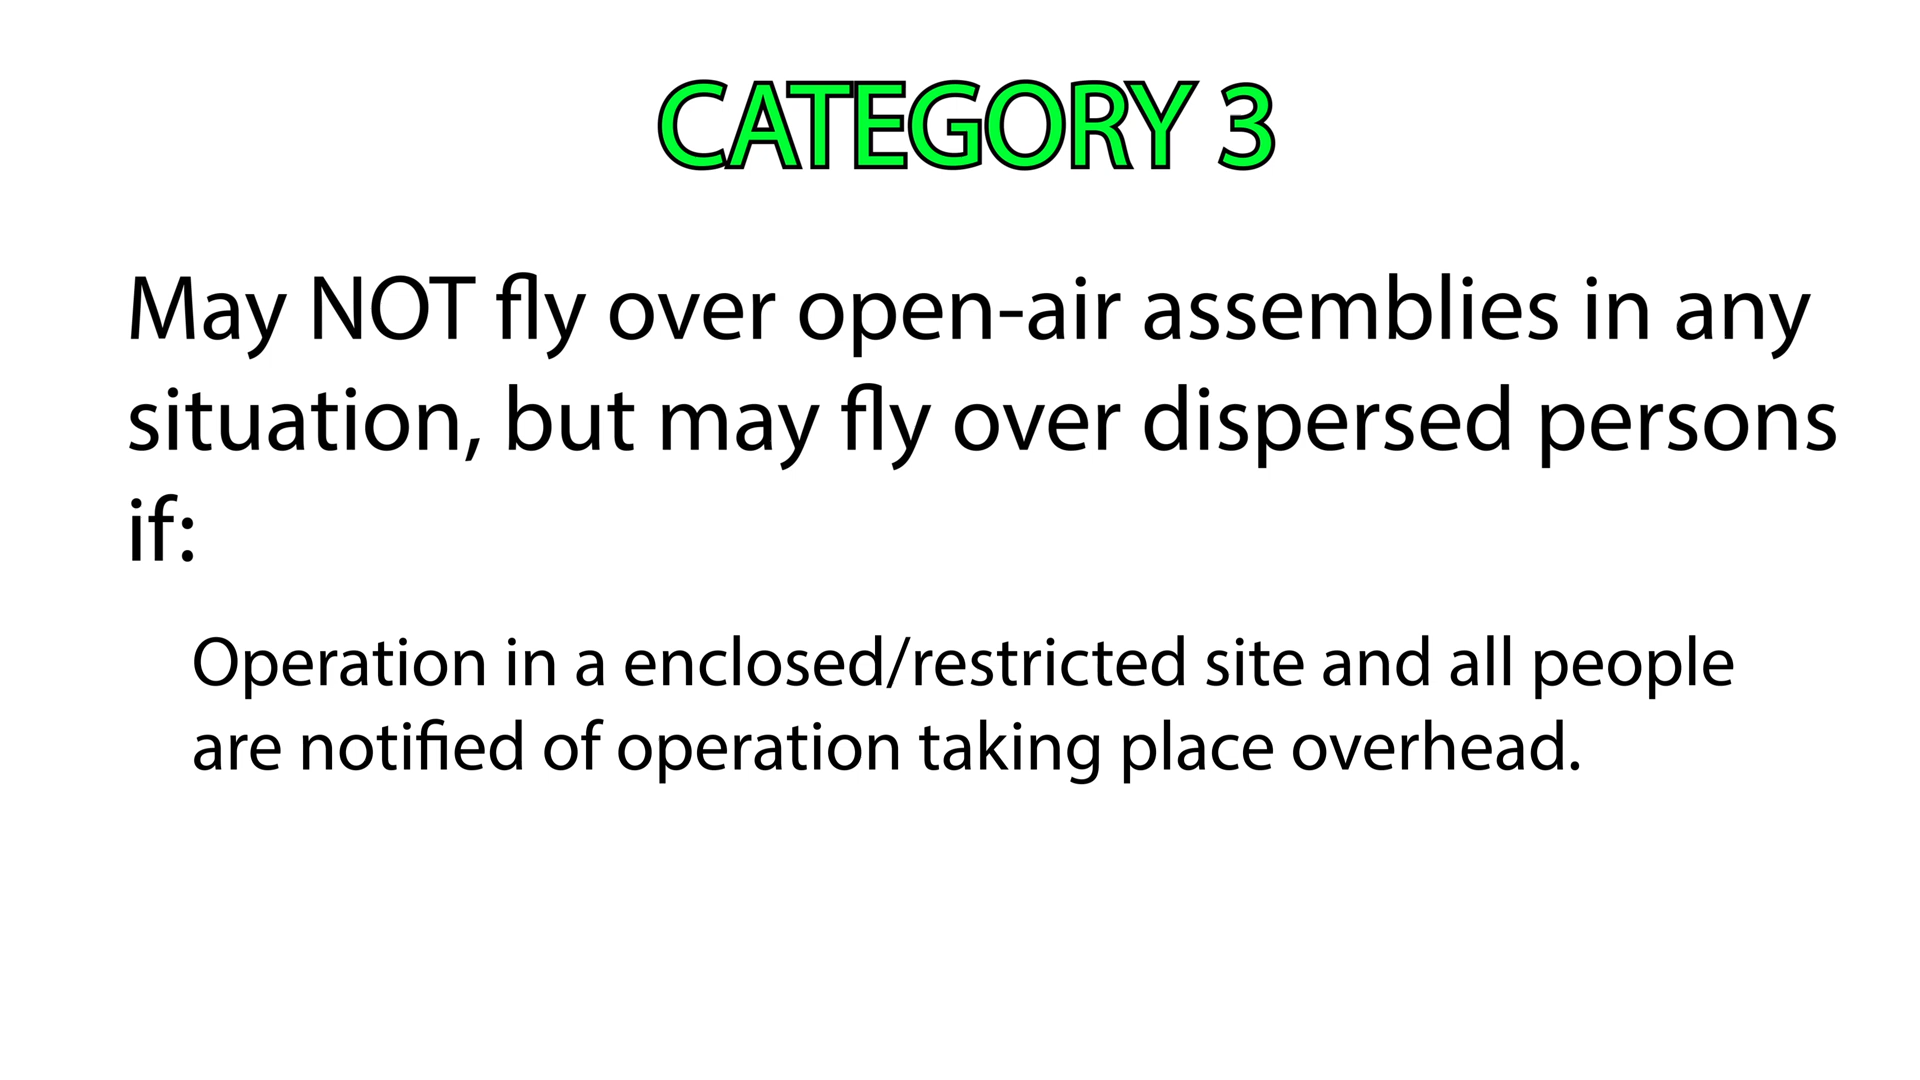 CATEGORY 3
May NOT fly over open-air assemblies in any
situation, but may fly over dispersed persons
if:
Operation in a enclosed/restricted site and all people
are notified of operation taking place overhead.